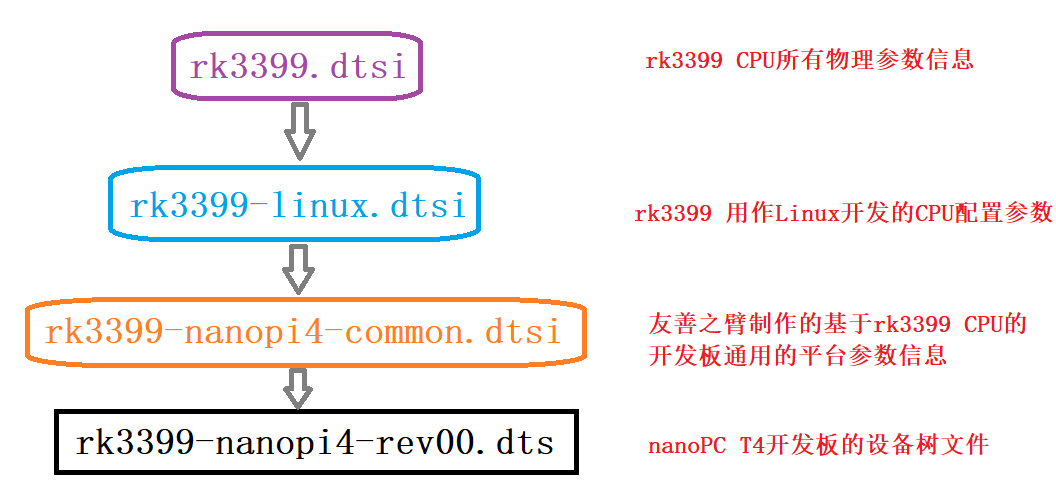 rk3399.dtsi
rk3399 CPU所有物理参数信息
rk3399-linux.dtsi
rk3399 用作Linux开发的CPU配置参数
rk3399-nanopi4-common.dtsi
友善之臂制作的基于rk3399 CPU的
开发板通用的平台参数信息
rk3399-nanopi4-rev00.dts
nanoPC T4开发板的设备树文件